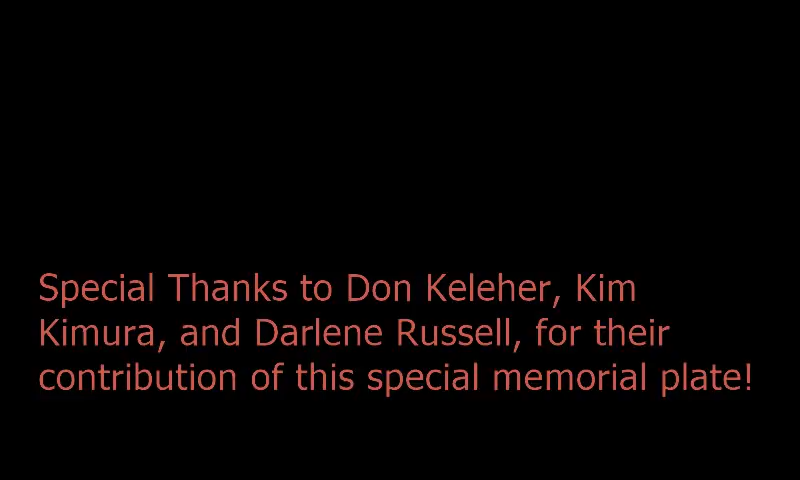 Special Thanks to Don Keleher, Kim
Kimura, and Darlene Russell, for their
contribution of this special memorial plate!